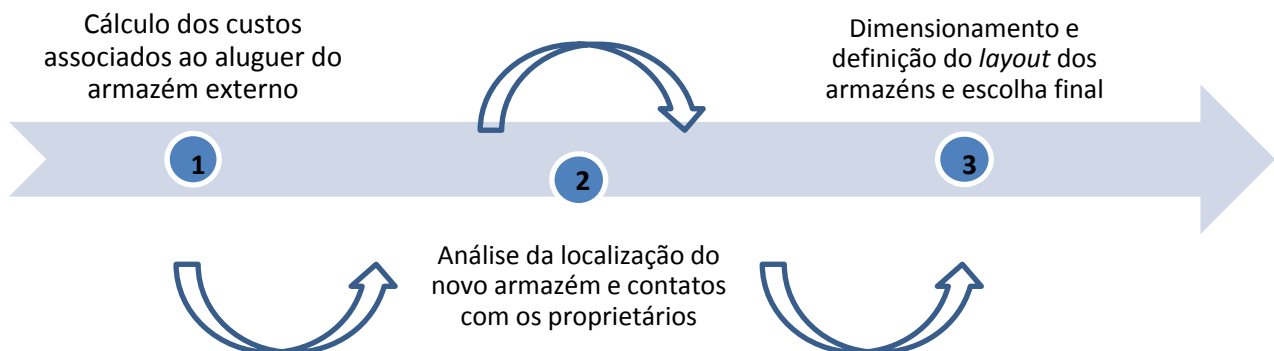 Cálculo dos custos
associados ao aluguer do
armazém externo
1
2
Análise da localização do
novo armazém e contatos
com os proprietários
Dimensionamento e
definição do layout dos
armazéns e escolha final
3